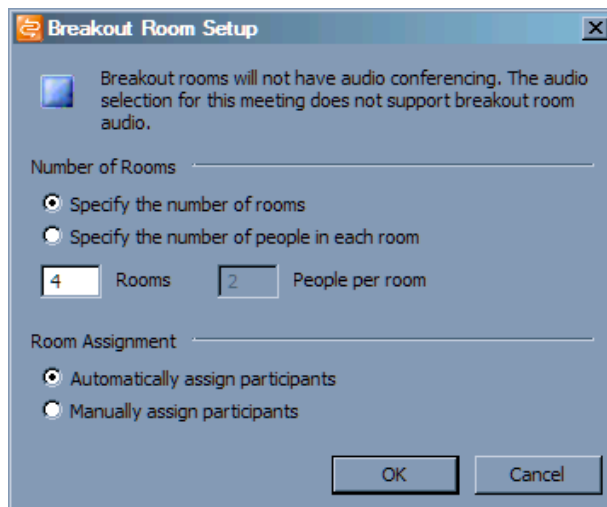 Breakout Room Setup
Breakout rooms will not have audio conferencing. The audio
selection for this meeting does not support breakout room
audio.
Number of Rooms
Specify the number of rooms
Specify the number of people in each room
4 Rooms 2 People per room
Room Assignment
Automatically assign participants
Manually assign participants
OK Cancel